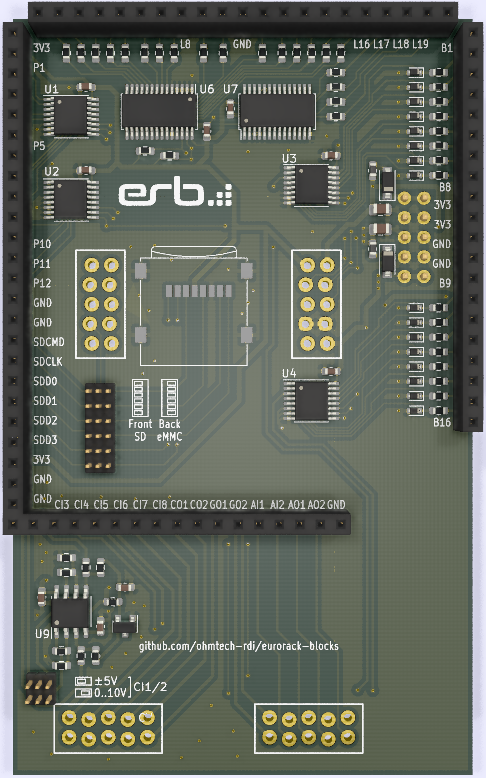 3V3 L8 GND L16 L17 L18 L19 B1
P1
U1 U6 U7
P5
U3
U2
B8
erb
3V3
3V3
P10
GND
P11
GND
P12
B9
GND
GND
SDCMD
SDCLK
SDD0
U4
SDD1
Front SD
Back eMMC
B16
SDD2
SDD3
3V3
GND
GND
CI3 CI4 CI5 CI6 CI7 CI8 CO1 CO2 GO1 GO2 AI1 AI2 AO1 AO2 GND
U9
github.com/ohmtech-rdi/eurorack-blocks
±5V
0..10V
CI1/2